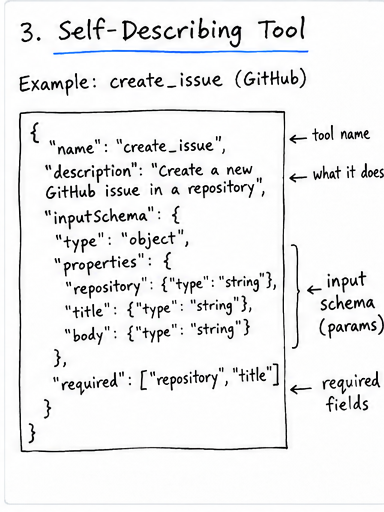 3. Self-Describing Tool
Example: create_issue (GitHub)
{
"name": "create_issue",
← tool name
"description": "Create a new
GitHub issue in a repository",
← what it does
"inputSchema": {
"type": "object",
"properties": {
"repository": {"type": "string"},
"title": {"type": "string"},
"body": {"type": "string"}
},
← input
schema
(params)
"required": ["repository", "title"]
← required
fields
}
}